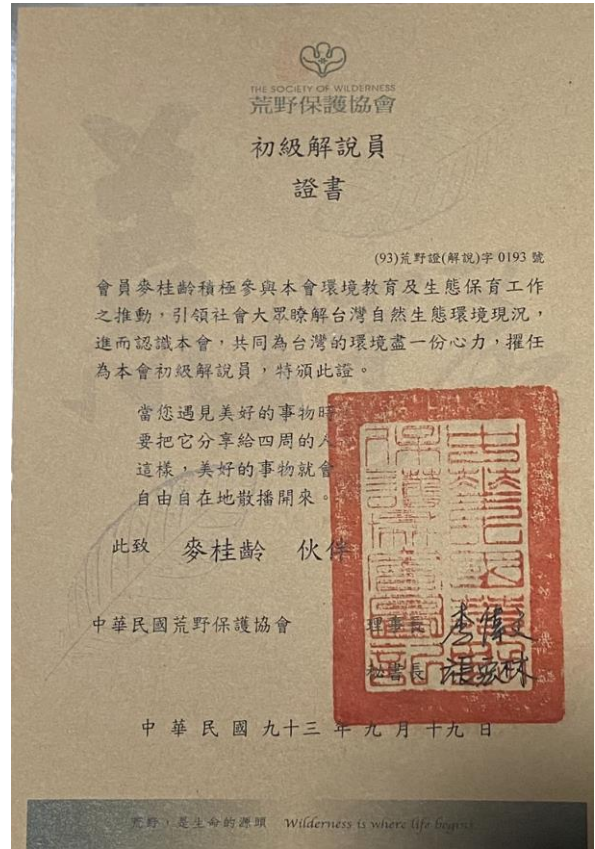 THE SOCIETY OF WILDERNESS
荒野保護協會
初級解說員
證書
(93)荒野證(解說)字 0193 號
會員麥桂齡積極參與本會環境教育及生態保育工作
之推動，引領社會大眾瞭解台灣自然生態環境現況，
進而認識本會，共同為台灣的環境盡一份心力，擢任
為本會初級解說員，特頒此證。
當您遇見美好的事物時
要把它分享給四周的人
這樣，美好的事物就會
自由自在地散播開來。
此致 麥桂齡 伙伴
中華民國荒野保護協會 理事長 李偉文
秘書長 張宏林
中華民國九十三年九月十九日
荒野，是生命的源頭 Wilderness is where life begins